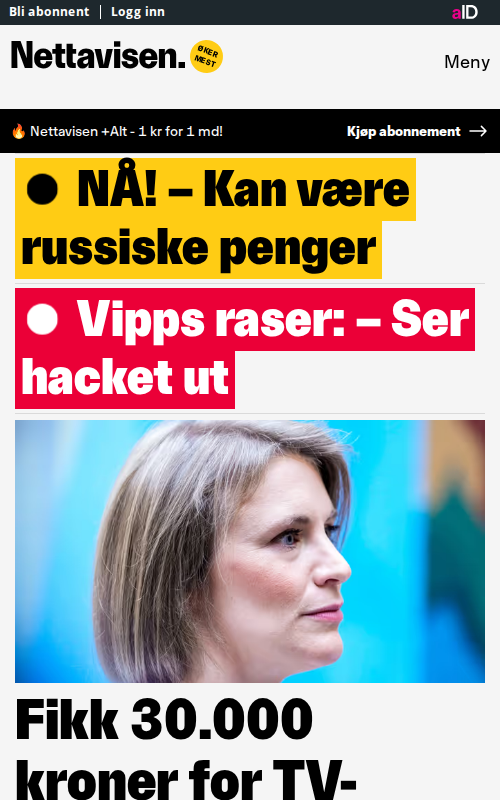 Bli abonnent | Logg inn
aID
Nettavisen.
ØKER
MEST
Meny
🔥 Nettavisen +Alt - 1 kr for 1 md!
Kjøp abonnement →
● NÅ! – Kan være
russiske penger
● Vipps raser: – Ser
hacket ut
Fikk 30.000
kroner for TV-